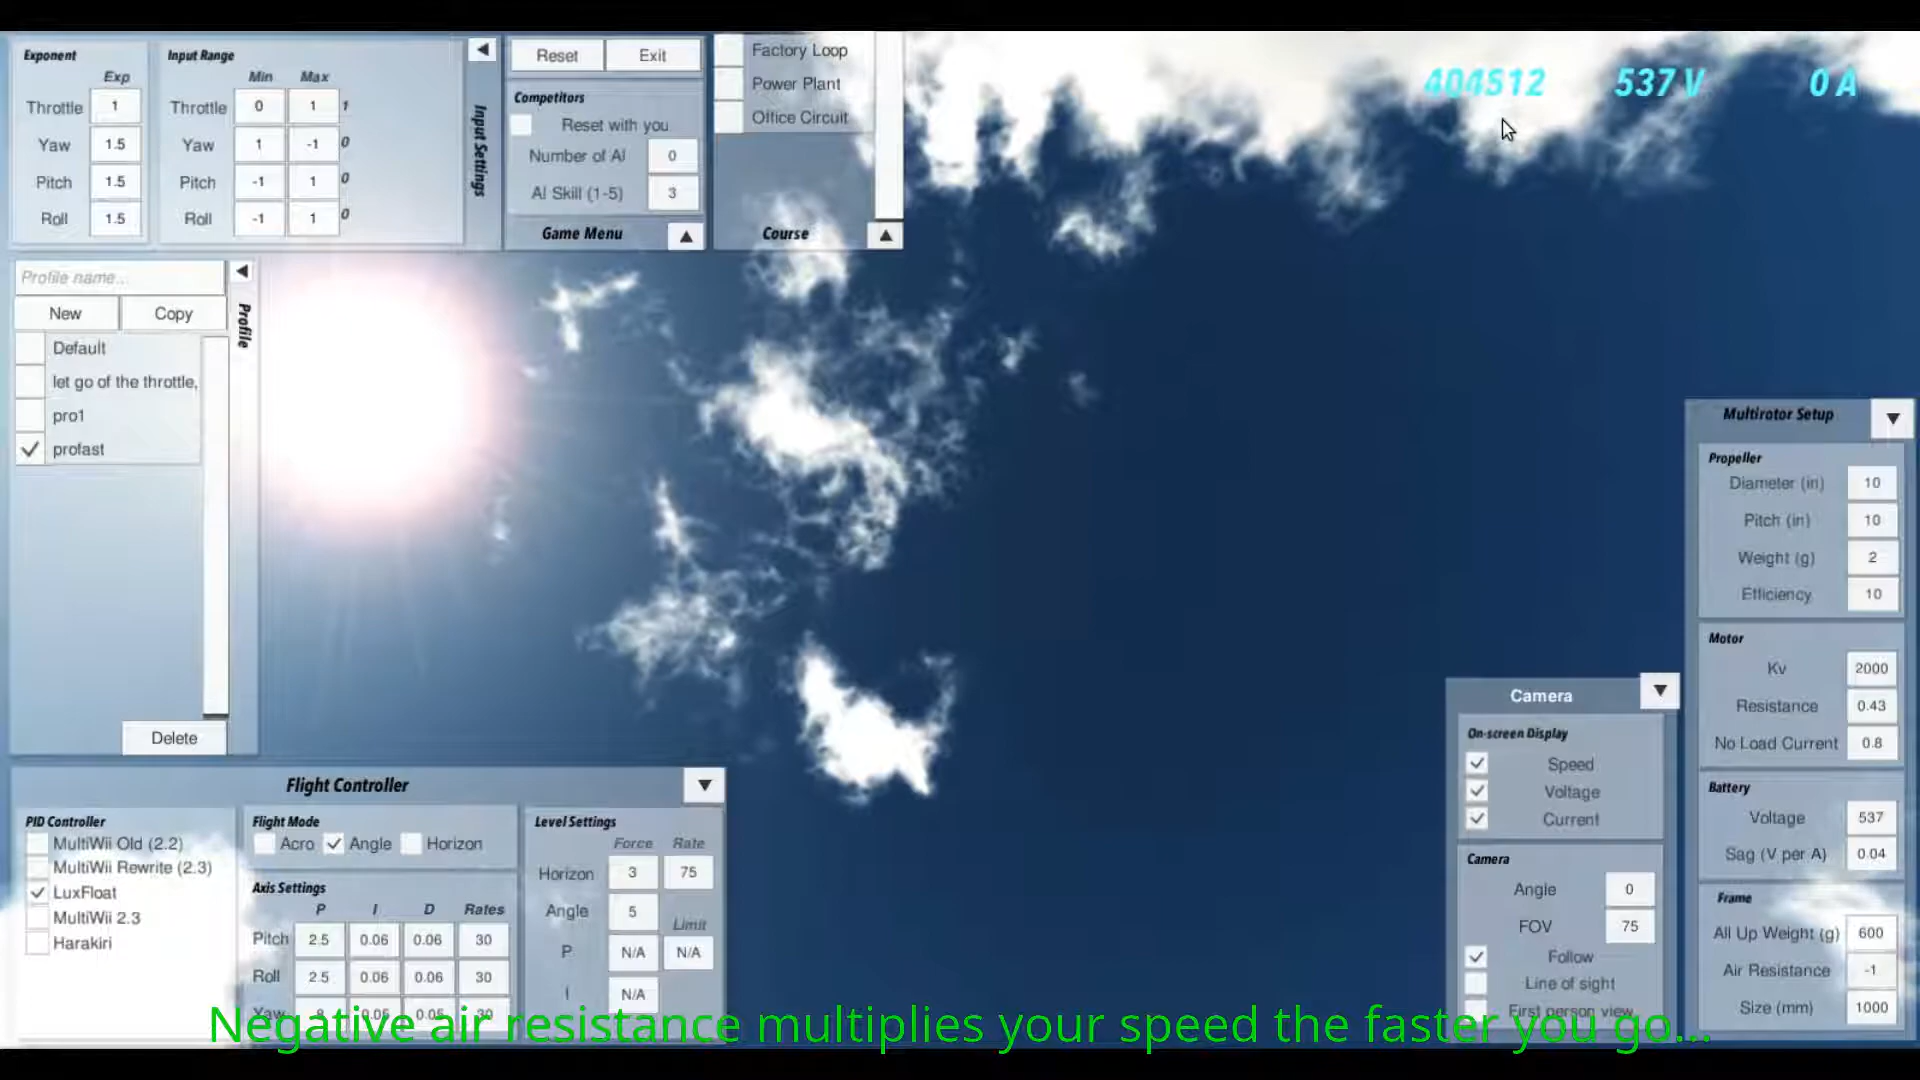 Exponent
Exp
Throttle 1
Yaw 1.5
Pitch 1.5
Roll 1.5
Input Range
Min Max
Throttle 0 1 1
Yaw 1 -1 0
Pitch -1 1 0
Roll -1 1 0
Input Settings
Reset Exit
Competitors
Reset with you
Number of AI 0
AI Skill (1-5) 3
Game Menu
Factory Loop
Power Plant
Office Circuit
Course
404512 537 V 0 A
Profile name...
New Copy
Default
let go of the throttle,
pro1
profast
Delete
Profile
Flight Controller
PID Controller
MultiWii Old (2.2)
MultiWii Rewrite (2.3)
LuxFloat
MultiWii 2.3
Harakiri
Flight Mode
Acro Angle Horizon
Axis Settings
P I D Rates
Pitch 2.5 0.06 0.06 30
Roll 2.5 0.06 0.06 30
Yaw 0.05 0.05 30
Level Settings
Force Rate
Horizon 3 75
Angle 5
Limit
P N/A N/A
I N/A
Camera
On-screen Display
Speed
Voltage
Current
Camera
Angle 0
FOV 75
Follow
Line of sight
First person view
Multirotor Setup
Propeller
Diameter (in) 10
Pitch (in) 10
Weight (g) 2
Efficiency 10
Motor
Kv 2000
Resistance 0.43
No Load Current 0.8
Battery
Voltage 537
Sag (V per A) 0.04
Frame
All Up Weight (g) 600
Air Resistance -1
Size (mm) 1000
Negative air resistance multiplies your speed the faster you go...